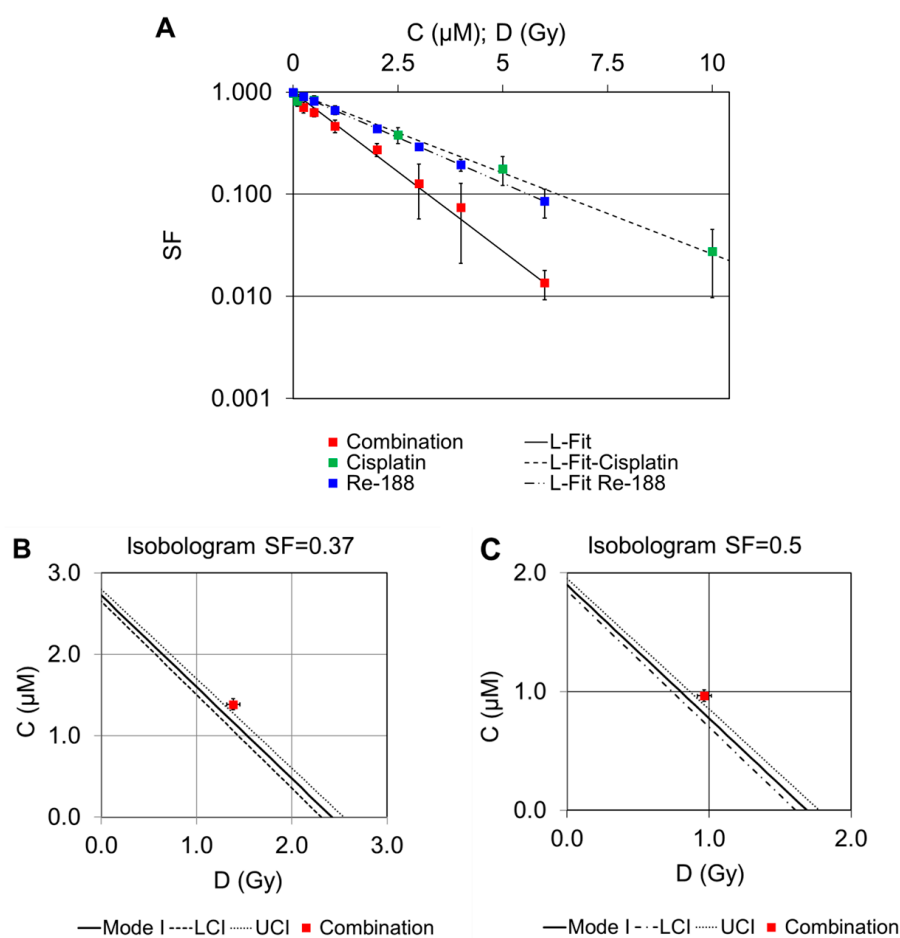 A
C (µM); D (Gy)
0 2.5 5 7.5 10
1.000
0.100
0.010
0.001
SF
Combination L-Fit
Cisplatin L-Fit-Cisplatin
Re-188 L-Fit Re-188
B
Isobologram SF=0.37
3.0
2.0
1.0
0.0
C (µM)
0.0 1.0 2.0 3.0
D (Gy)
Mode I LCI UCI Combination
C
Isobologram SF=0.5
2.0
1.0
0.0
C (µM)
0.0 1.0 2.0
D (Gy)
Mode I LCI UCI Combination